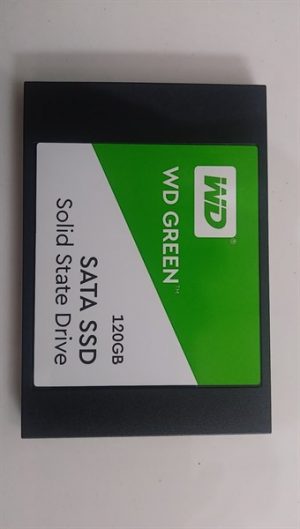 WD®
WD GREEN™
120GB
SATA SSD
Solid State Drive